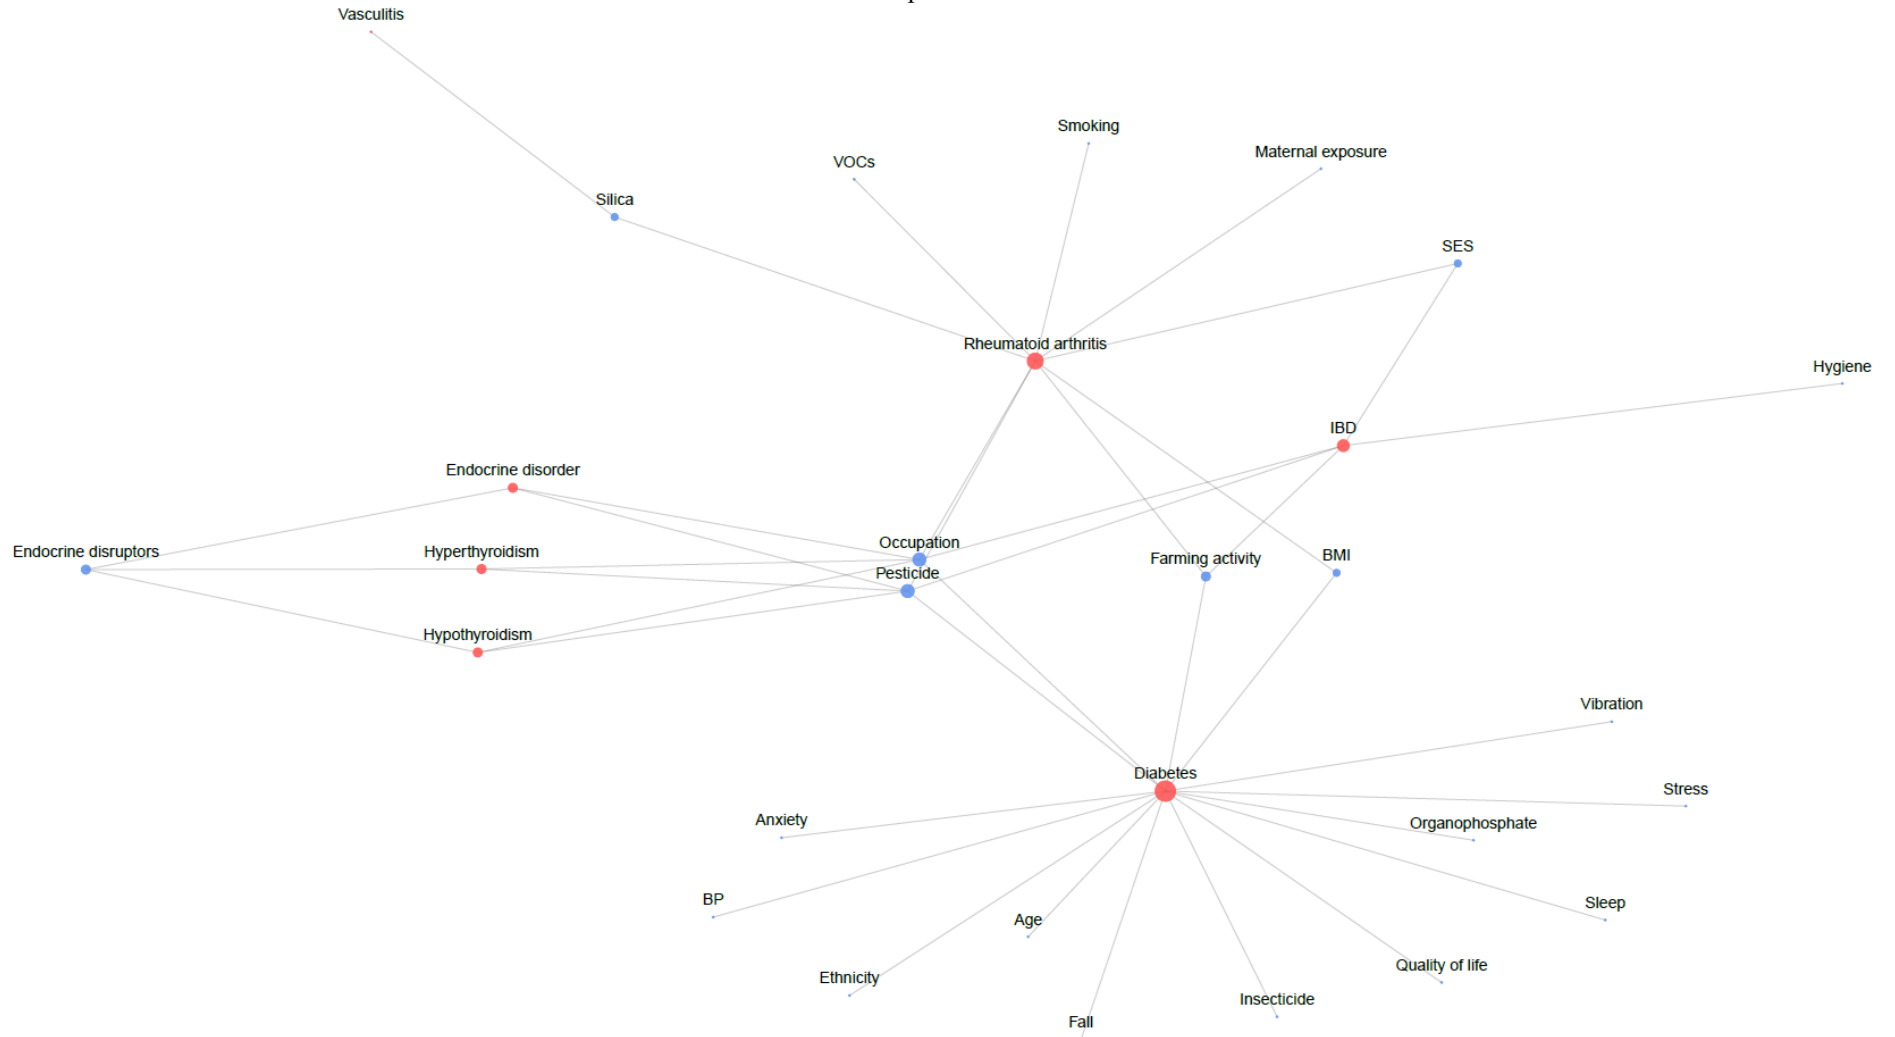 Vasculitis
Smoking
Maternal exposure
VOCs
Silica
SES
Rheumatoid arthritis
Hygiene
IBD
Endocrine disorder
Occupation
Endocrine disruptors
Hyperthyroidism
Farming activity
BMI
Pesticide
Hypothyroidism
Vibration
Diabetes
Stress
Anxiety
Organophosphate
BP
Sleep
Age
Quality of life
Ethnicity
Insecticide
Fall